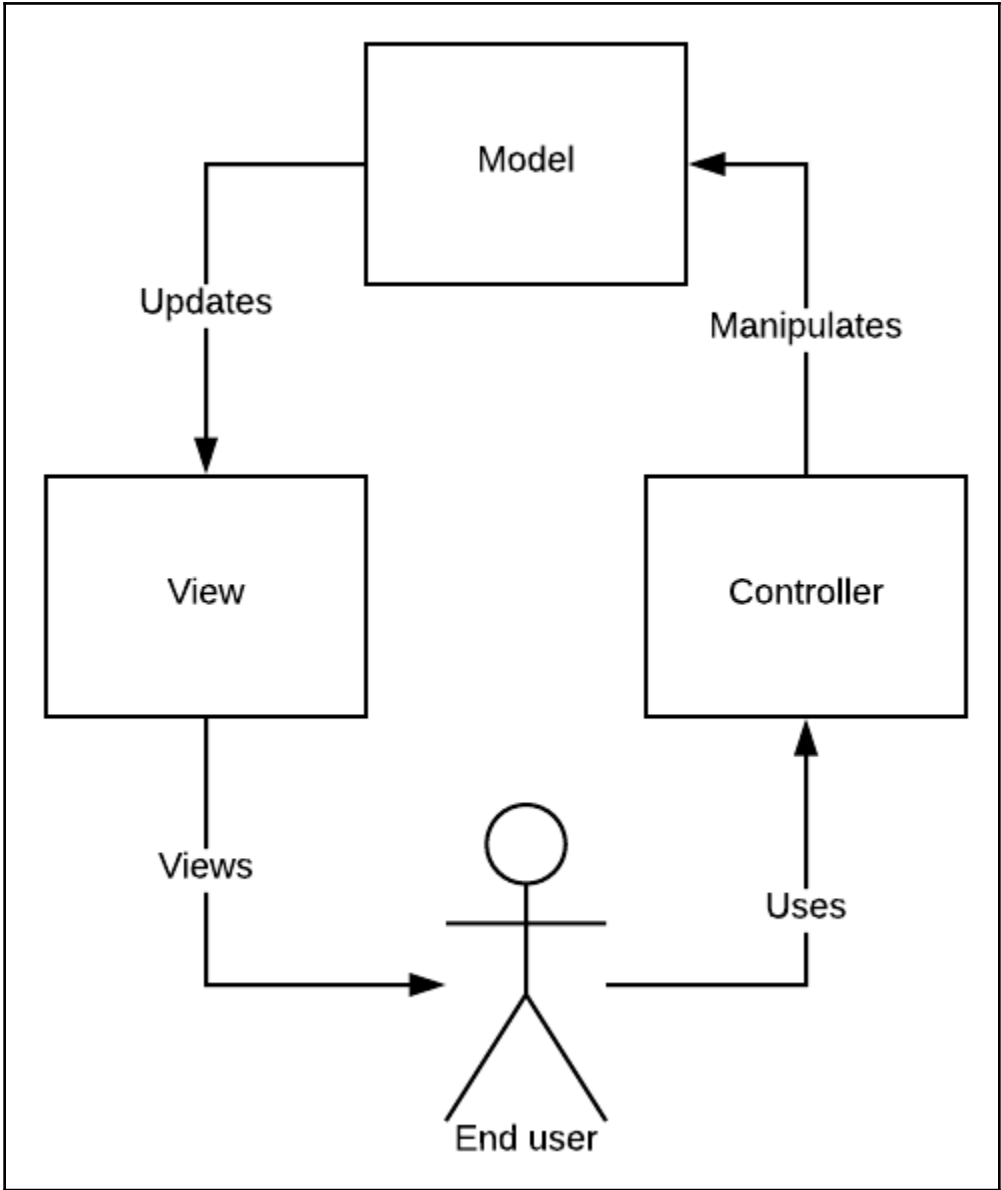 Model
Updates
Manipulates
View
Controller
Views
Uses
End user